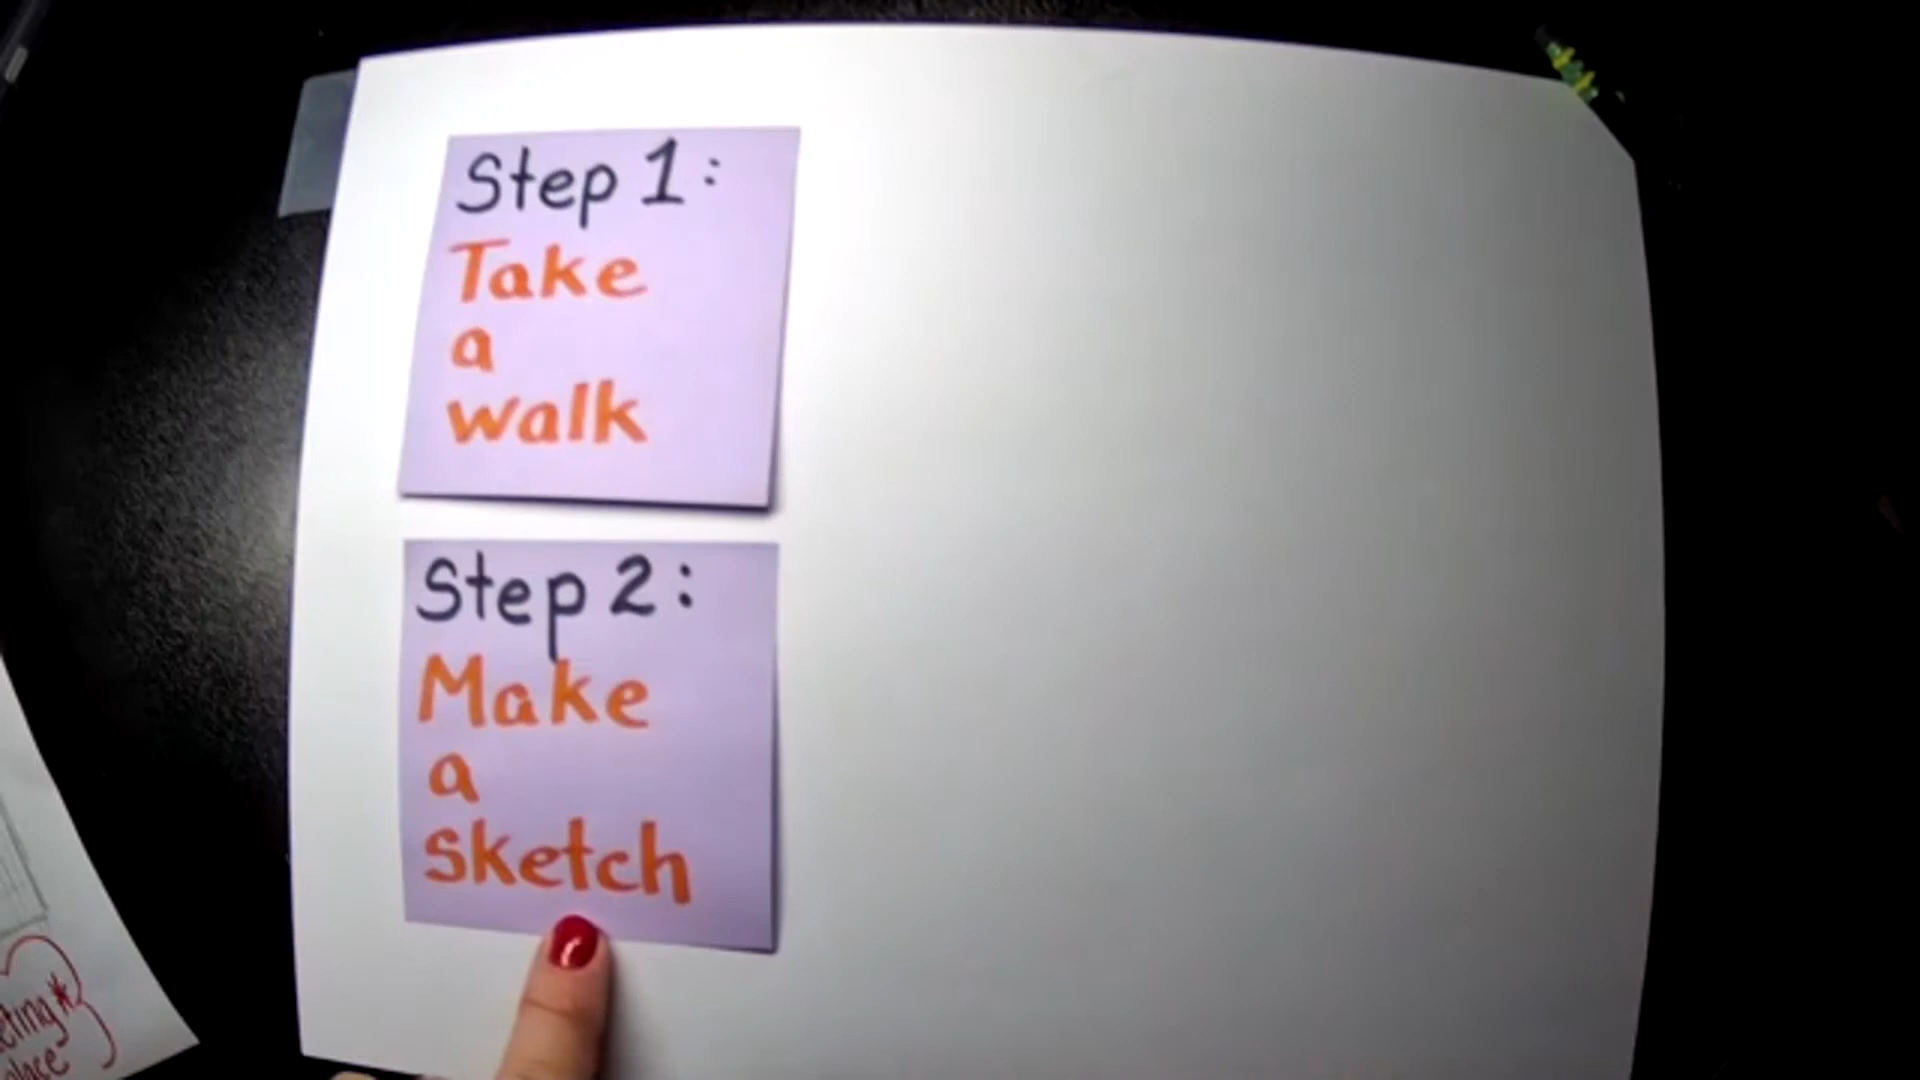 Step 1:
Take
a
walk
Step 2:
Make
a
sketch